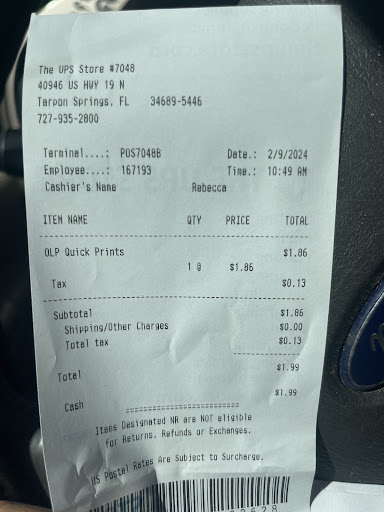 The UPS Store #7048
40946 US HWY 19 N
Tarpon Springs, FL 34689-5446
727-935-2800
Terminal....: POS7048B Date.: 2/9/2024
Employee....: 167193 Time.: 10:49 AM
Cashier's Name Rebecca
ITEM NAME QTY PRICE TOTAL
OLP Quick Prints $1.86
1 @ $1.86
Tax $0.13
Subtotal $1.86
Shipping/Other Charges $0.00
Total tax $0.13
Total $1.99
Cash $1.99
Items Designated NR are NOT eligible
for Returns, Refunds or Exchanges.
US Postal Rates Are Subject to Surcharge.